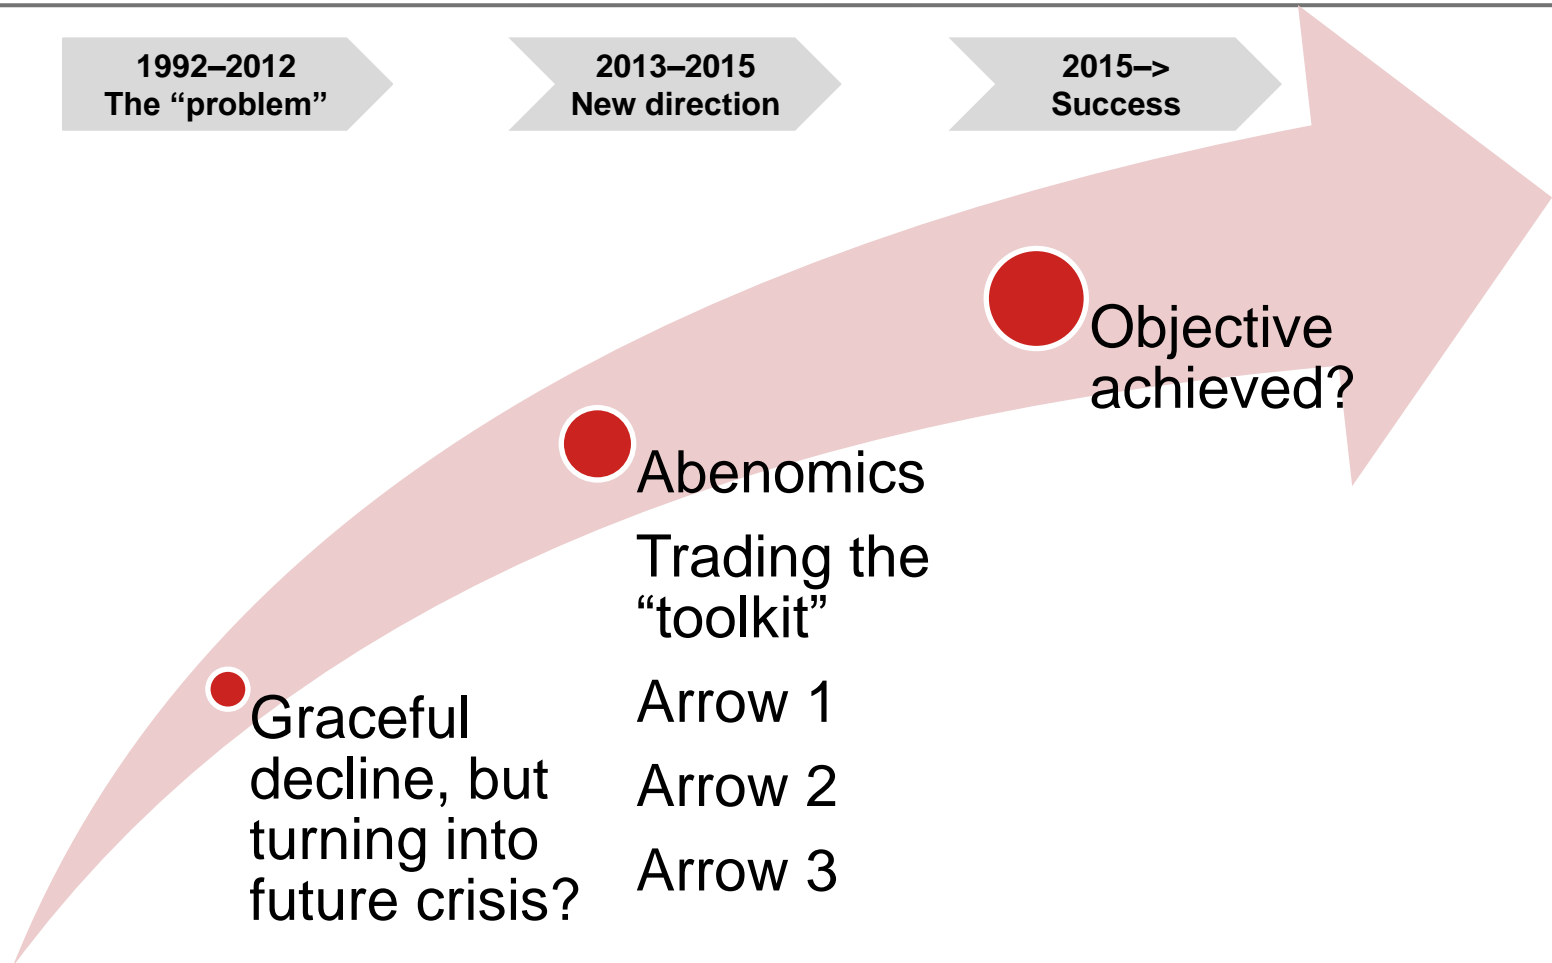 1992–2012
The “problem”
2013–2015
New direction
2015–>
Success
Objective
achieved?
Abenomics
Trading the
“toolkit”
Arrow 1
Arrow 2
Arrow 3
Graceful
decline, but
turning into
future crisis?